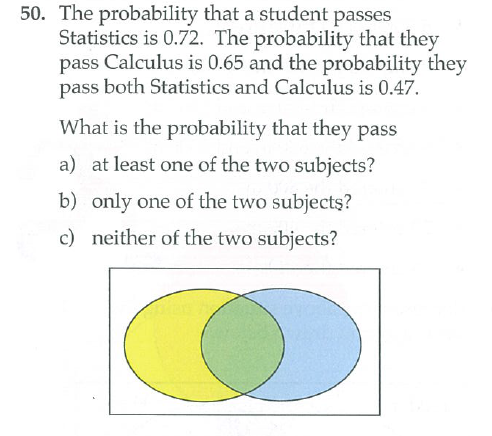 50. The probability that a student passes
Statistics is 0.72. The probability that they
pass Calculus is 0.65 and the probability they
pass both Statistics and Calculus is 0.47.
What is the probability that they pass
a) at least one of the two subjects?
b) only one of the two subjects?
c) neither of the two subjects?